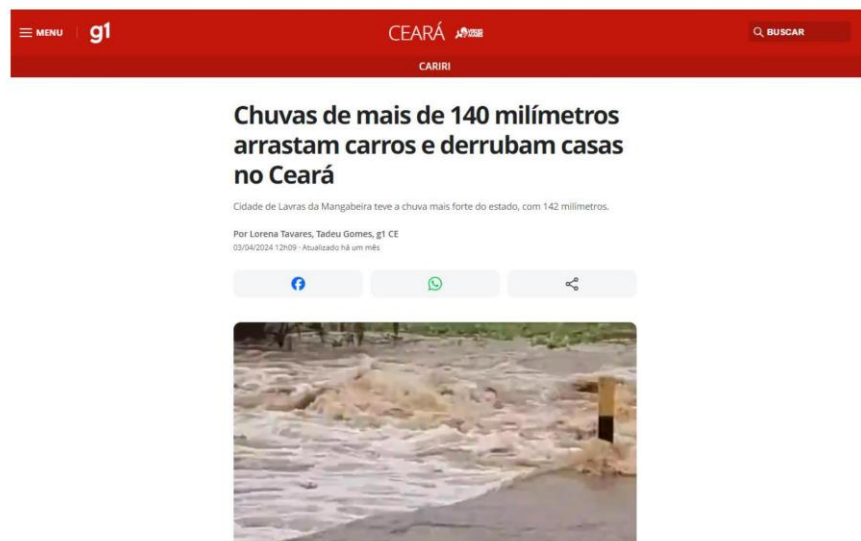 MENU
g1
CEARÁ
BUSCAR
CARIRI
Chuvas de mais de 140 milímetros
arrastam carros e derrubam casas
no Ceará
Cidade de Lavras da Mangabeira teve a chuva mais forte do estado, com 142 milímetros.
Por Lorena Tavares, Tadeu Gomes, g1 CE
03/04/2024 12h09 · Atualizado há um mês